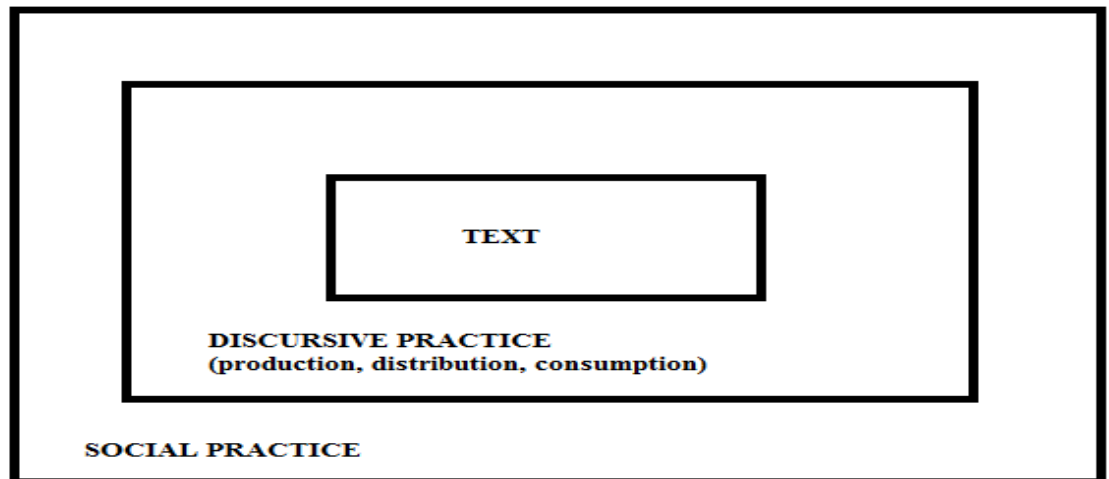 TEXT
DISCURSIVE PRACTICE
(production, distribution, consumption)
SOCIAL PRACTICE